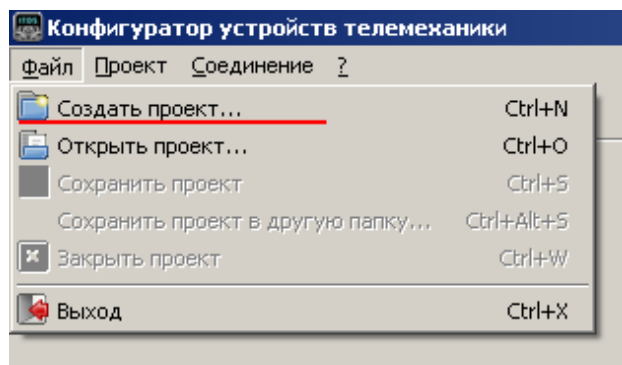 Конфигуратор устройств телемеханики
Файл Проект Соединение ?
Создать проект... Ctrl+N
Открыть проект... Ctrl+O
Сохранить проект Ctrl+S
Сохранить проект в другую папку... Ctrl+Alt+S
Закрыть проект Ctrl+W
Выход Ctrl+X